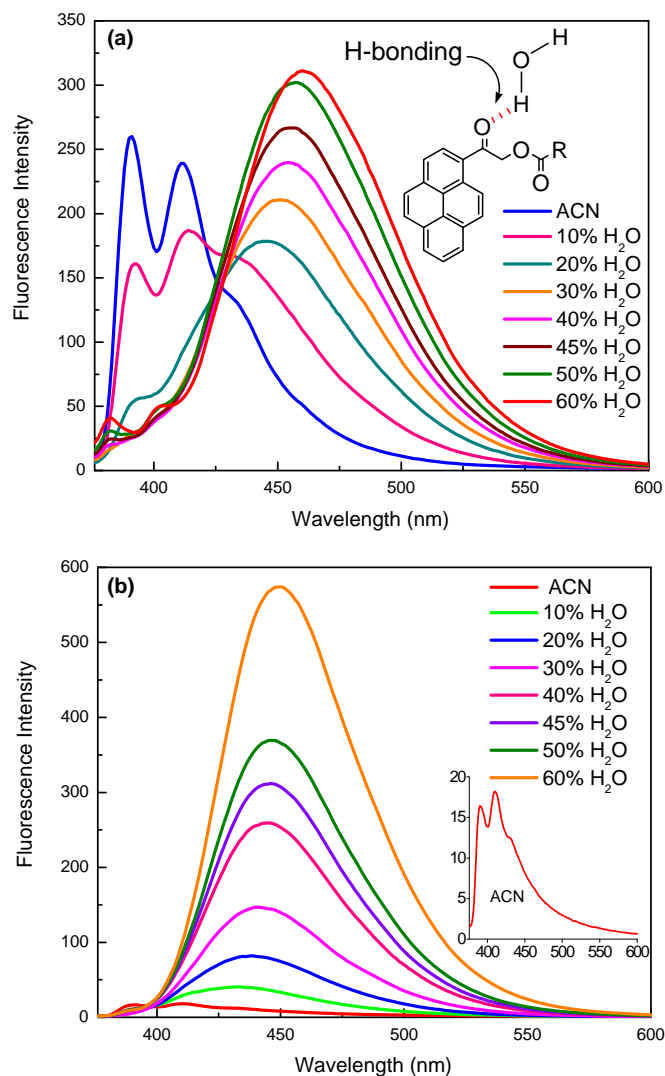 (a)
H-bonding
H
O
H
O
O
R
O
ACN
10% H₂O
20% H₂O
30% H₂O
40% H₂O
45% H₂O
50% H₂O
60% H₂O
350
300
250
200
150
100
50
0
Fluorescence Intensity
400 450 500 550 600
Wavelength (nm)
(b)
ACN
10% H₂O
20% H₂O
30% H₂O
40% H₂O
45% H₂O
50% H₂O
60% H₂O
600
500
400
300
200
100
0
Fluorescence Intensity
20
15
10
5
0
ACN
400 450 500 550 600
400 450 500 550 600
Wavelength (nm)